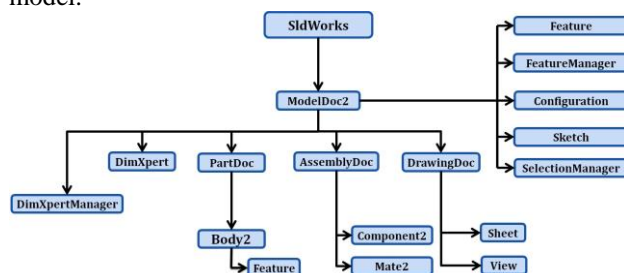 model.
SldWorks
Feature
FeatureManager
ModelDoc2
Configuration
Sketch
DimXpert
PartDoc
AssemblyDoc
DrawingDoc
SelectionManager
DimXpertManager
Body2
Component2
Sheet
Feature
Mate2
View